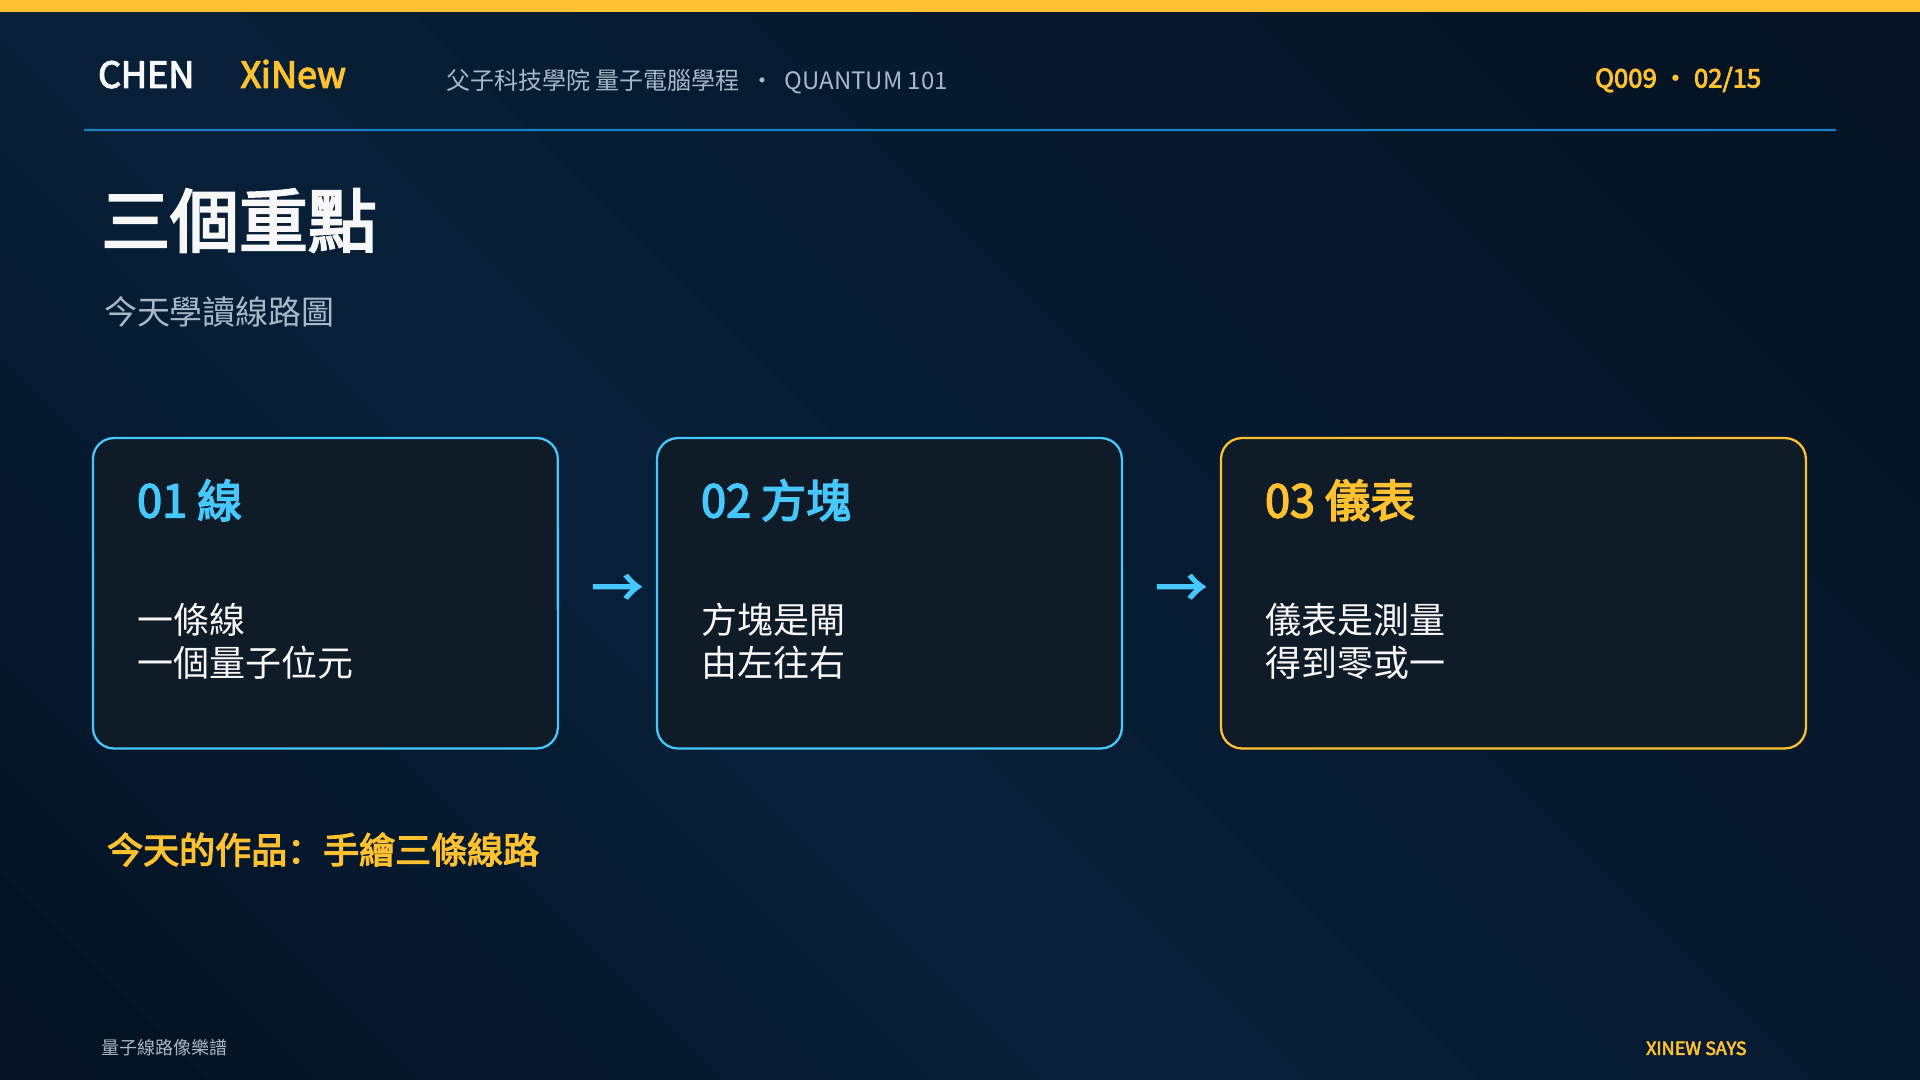 CHEN XiNew 父子科技學院 量子電腦學程 • QUANTUM 101
Q009 • 02/15
三個重點
今天學讀線路圖
01 線
一條線
一個量子位元
→
02 方塊
方塊是閘
由左往右
→
03 儀表
儀表是測量
得到零或一
今天的作品：手繪三條線路
量子線路像樂譜
XINEW SAYS